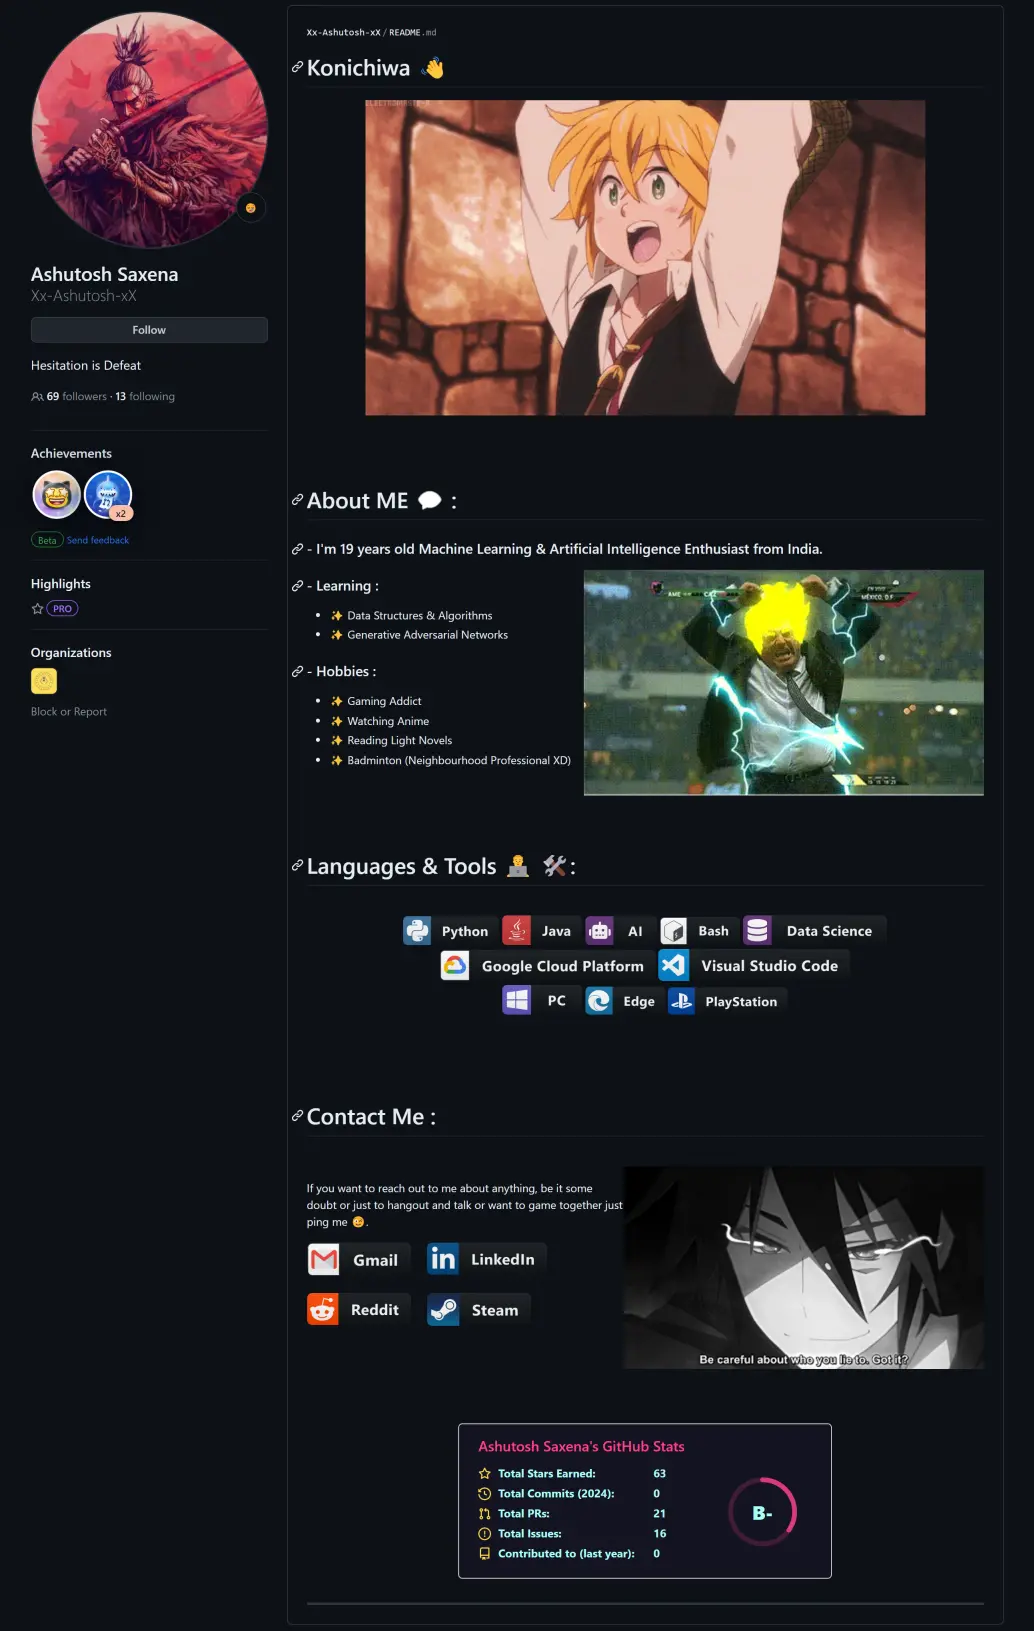 Ashutosh Saxena
Xx-Ashutosh-xX
Follow
Hesitation is Defeat
69 followers · 13 following
Achievements
x2
Beta Send feedback
Highlights
PRO
Organizations
Block or Report
Xx-Ashutosh-xX / README.md
Konichiwa 👋
About ME 💬 :
- I'm 19 years old Machine Learning & Artificial Intelligence Enthusiast from India.
- Learning :
✨ Data Structures & Algorithms
✨ Generative Adversarial Networks
- Hobbies :
✨ Gaming Addict
✨ Watching Anime
✨ Reading Light Novels
✨ Badminton (Neighbourhood Professional XD)
MÉXICO, D.F.
Languages & Tools 👨‍💻 🛠️ :
Python Java AI Bash Data Science
Google Cloud Platform Visual Studio Code
PC Edge PlayStation
Contact Me :
If you want to reach out to me about anything, be it some
doubt or just to hangout and talk or want to game together just
ping me 🤨.
Gmail LinkedIn
Reddit Steam
Be careful about who you lie to. Got it?
Ashutosh Saxena's GitHub Stats
Total Stars Earned: 63
Total Commits (2024): 0
Total PRs: 21
Total Issues: 16
Contributed to (last year): 0
B-